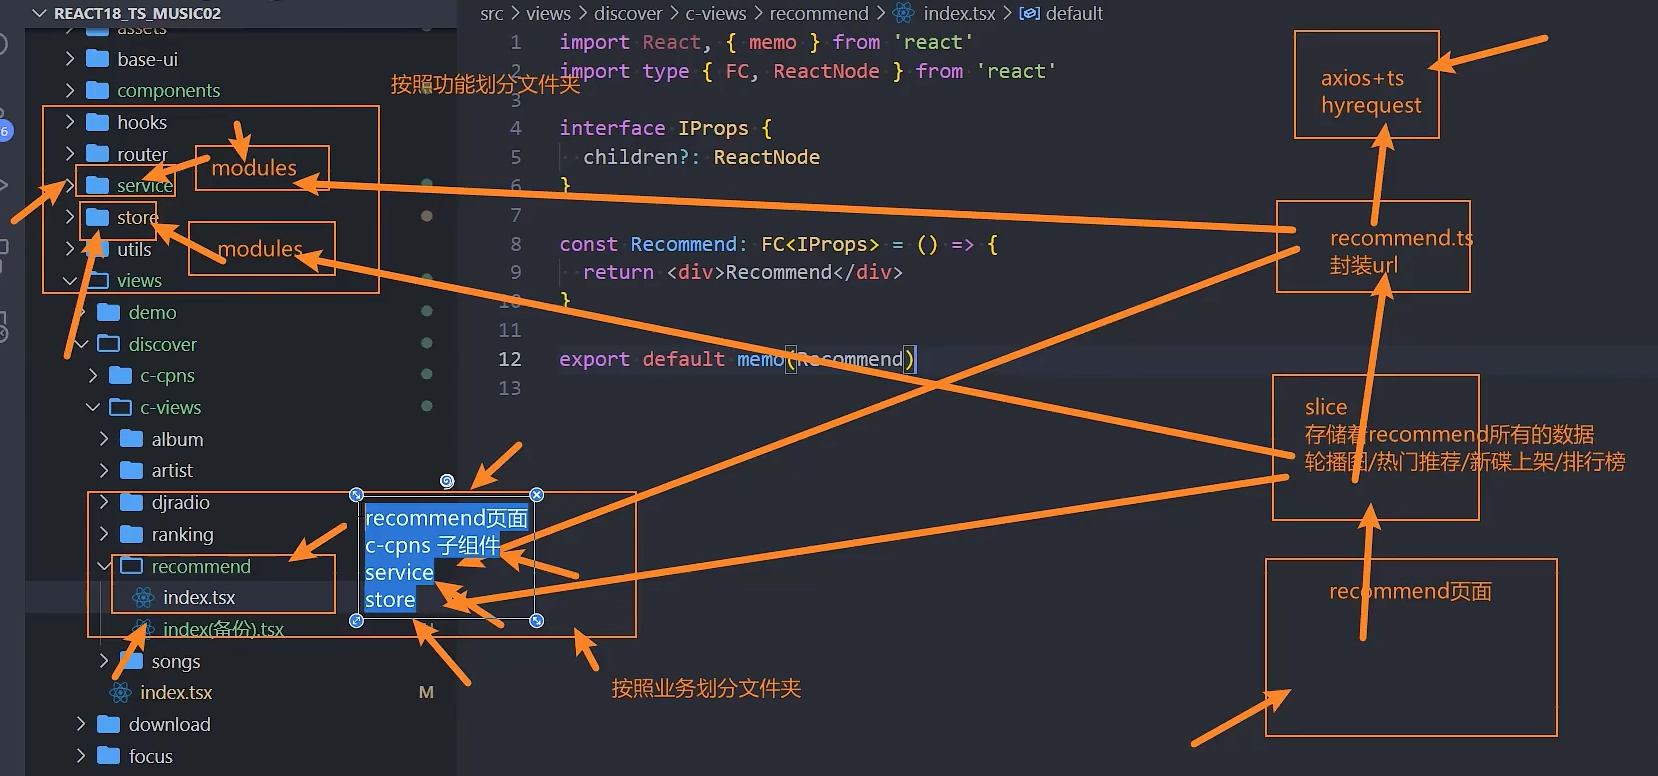 REACT18_TS_MUSIC02
assets
base-ui
components
hooks
router
service
store
utils
views
demo
discover
c-cpns
c-views
album
artist
djradio
ranking
recommend
index.tsx
index(备份).tsx
songs
index.tsx
M
download
focus
6
按照功能划分文件夹
modules
modules
recommend页面
c-cpns 子组件
service
store
按照业务划分文件夹
src > views > discover > c-views > recommend > index.tsx > default
1 import React, { memo } from 'react'
2 import type { FC, ReactNode } from 'react'
3
4 interface IProps {
5 children?: ReactNode
6 }
7
8 const Recommend: FC<IProps> = () => {
9 return <div>Recommend</div>
10 }
11
12 export default memo(Recommend)
13
axios+ts
hyrequest
recommend.ts
封装url
slice
存储着recommend所有的数据
轮播图/热门推荐/新碟上架/排行榜
recommend页面